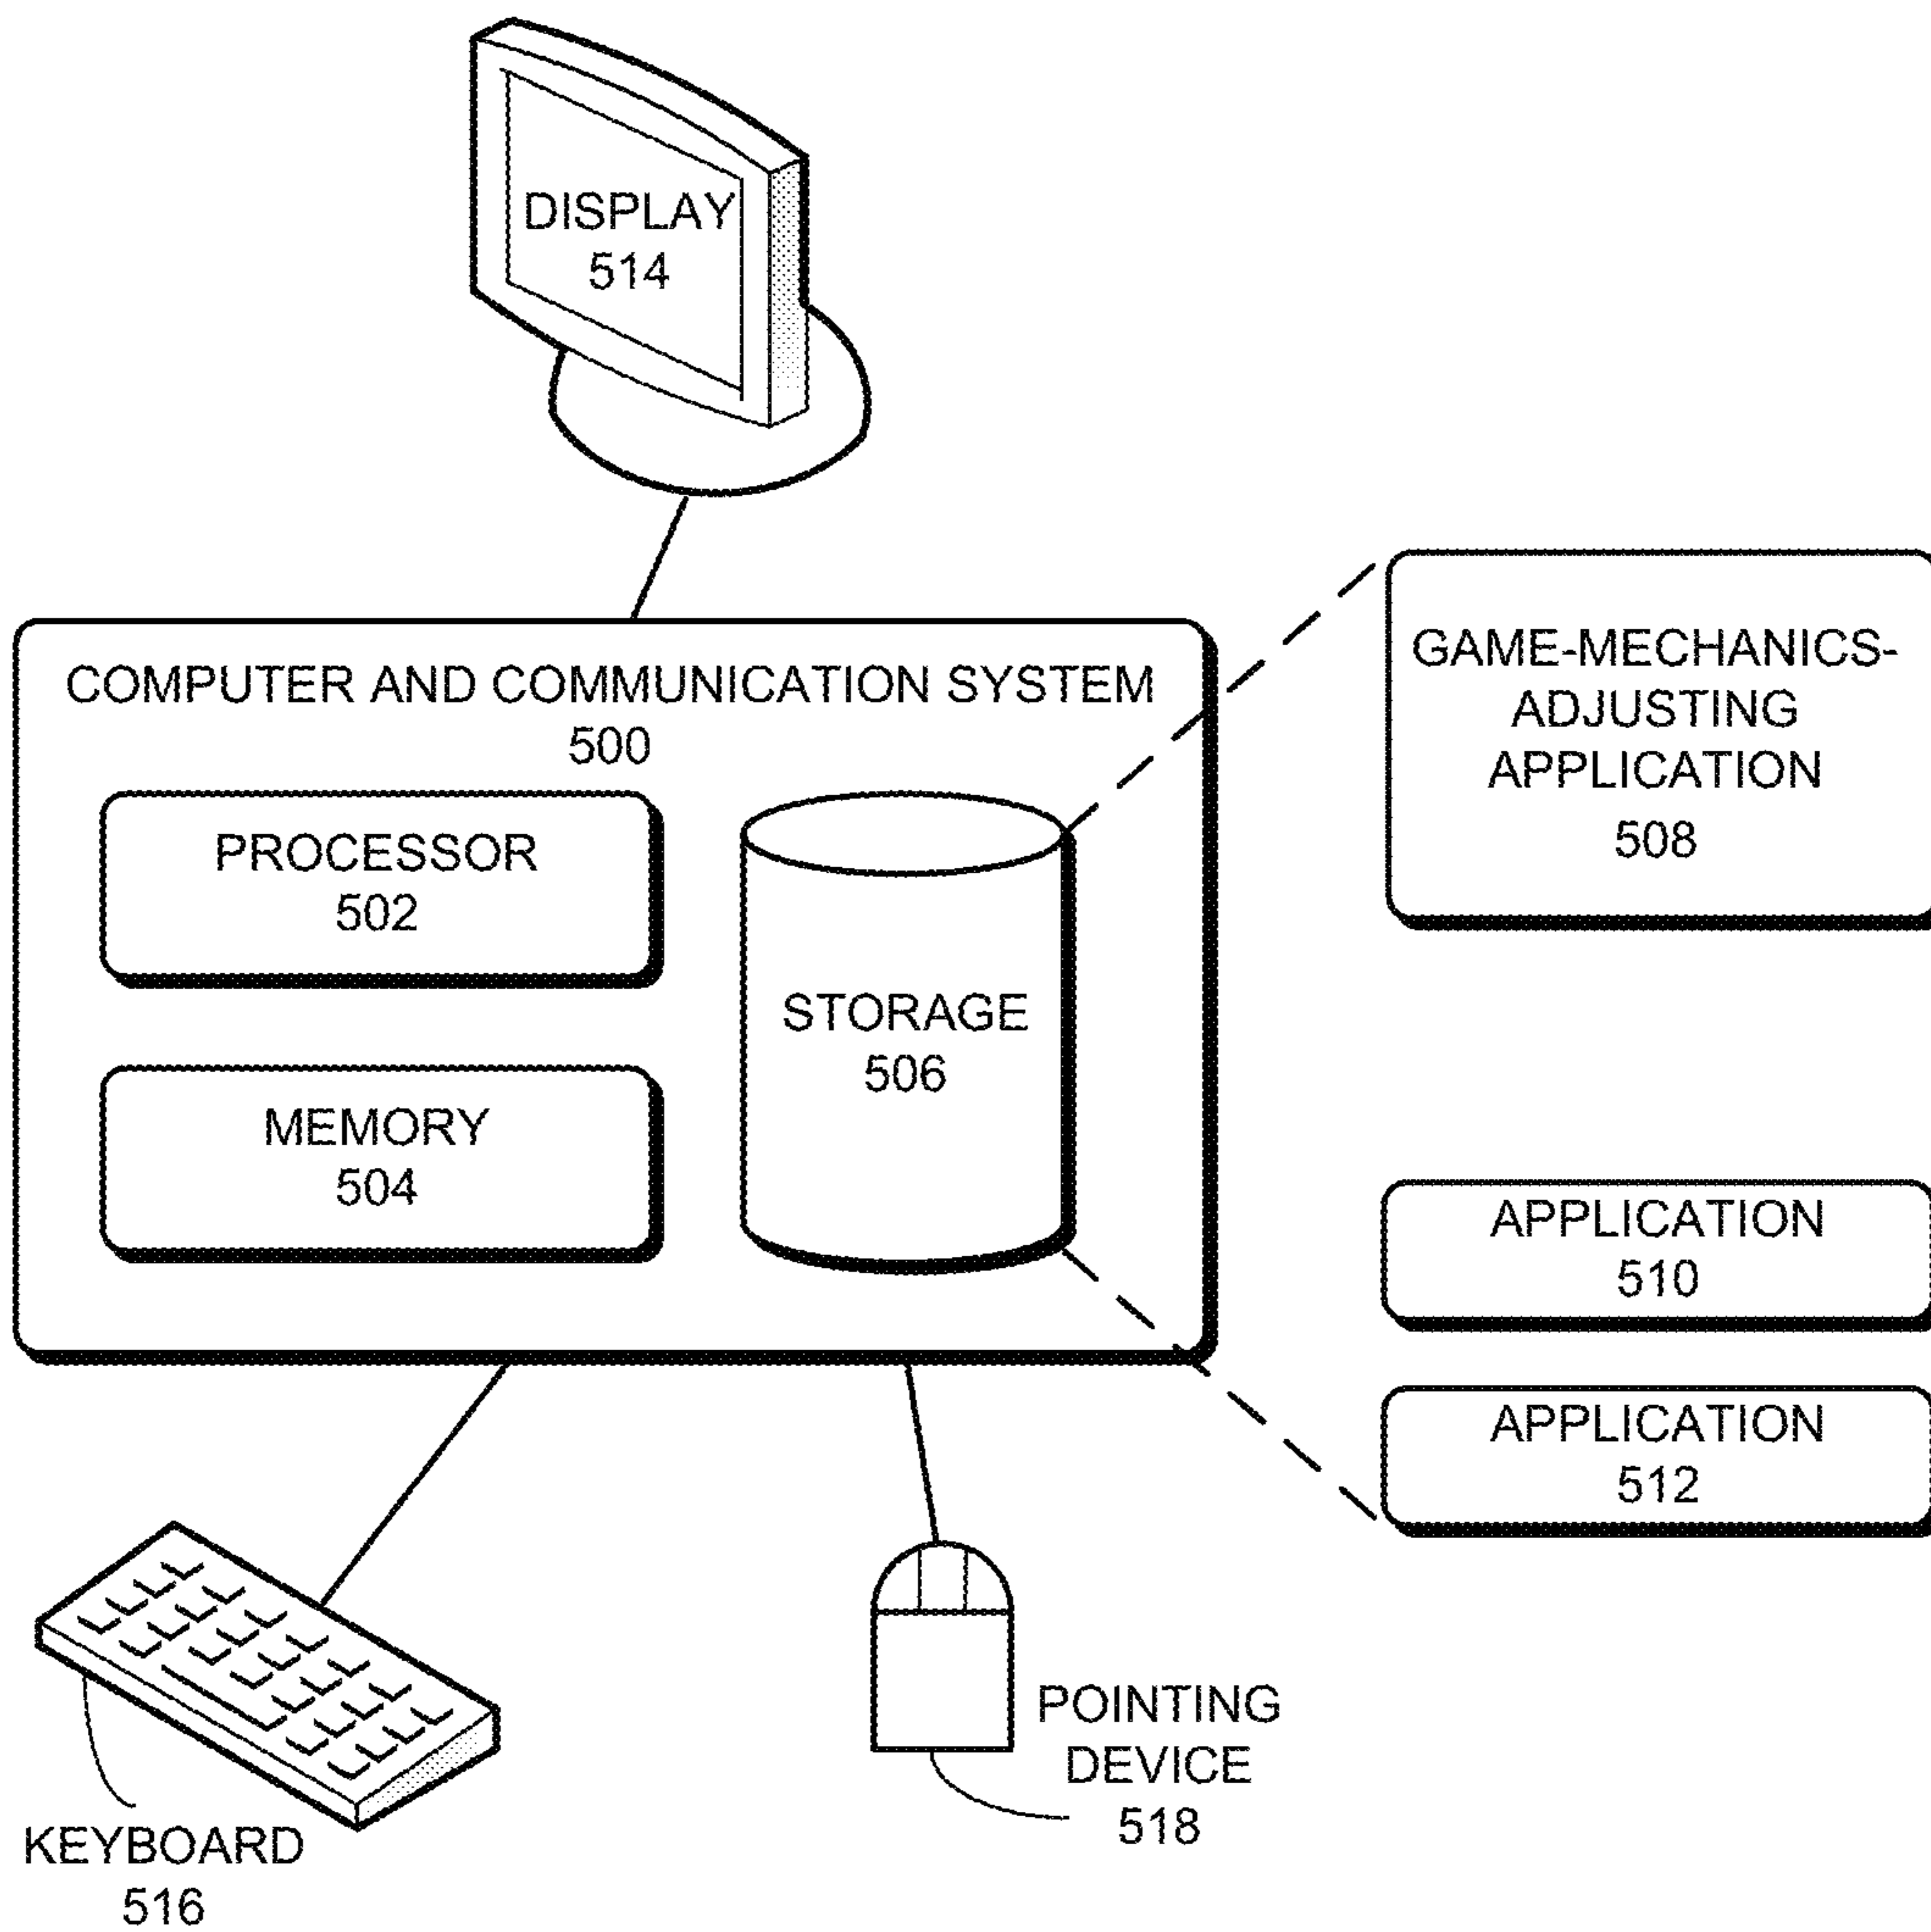 DISPLAY
514
COMPUTER AND COMMUNICATION SYSTEM
500
PROCESSOR
502
MEMORY
504
STORAGE
506
GAME-MECHANICS-
ADJUSTING
APPLICATION
508
APPLICATION
510
APPLICATION
512
KEYBOARD
516
POINTING
DEVICE
518